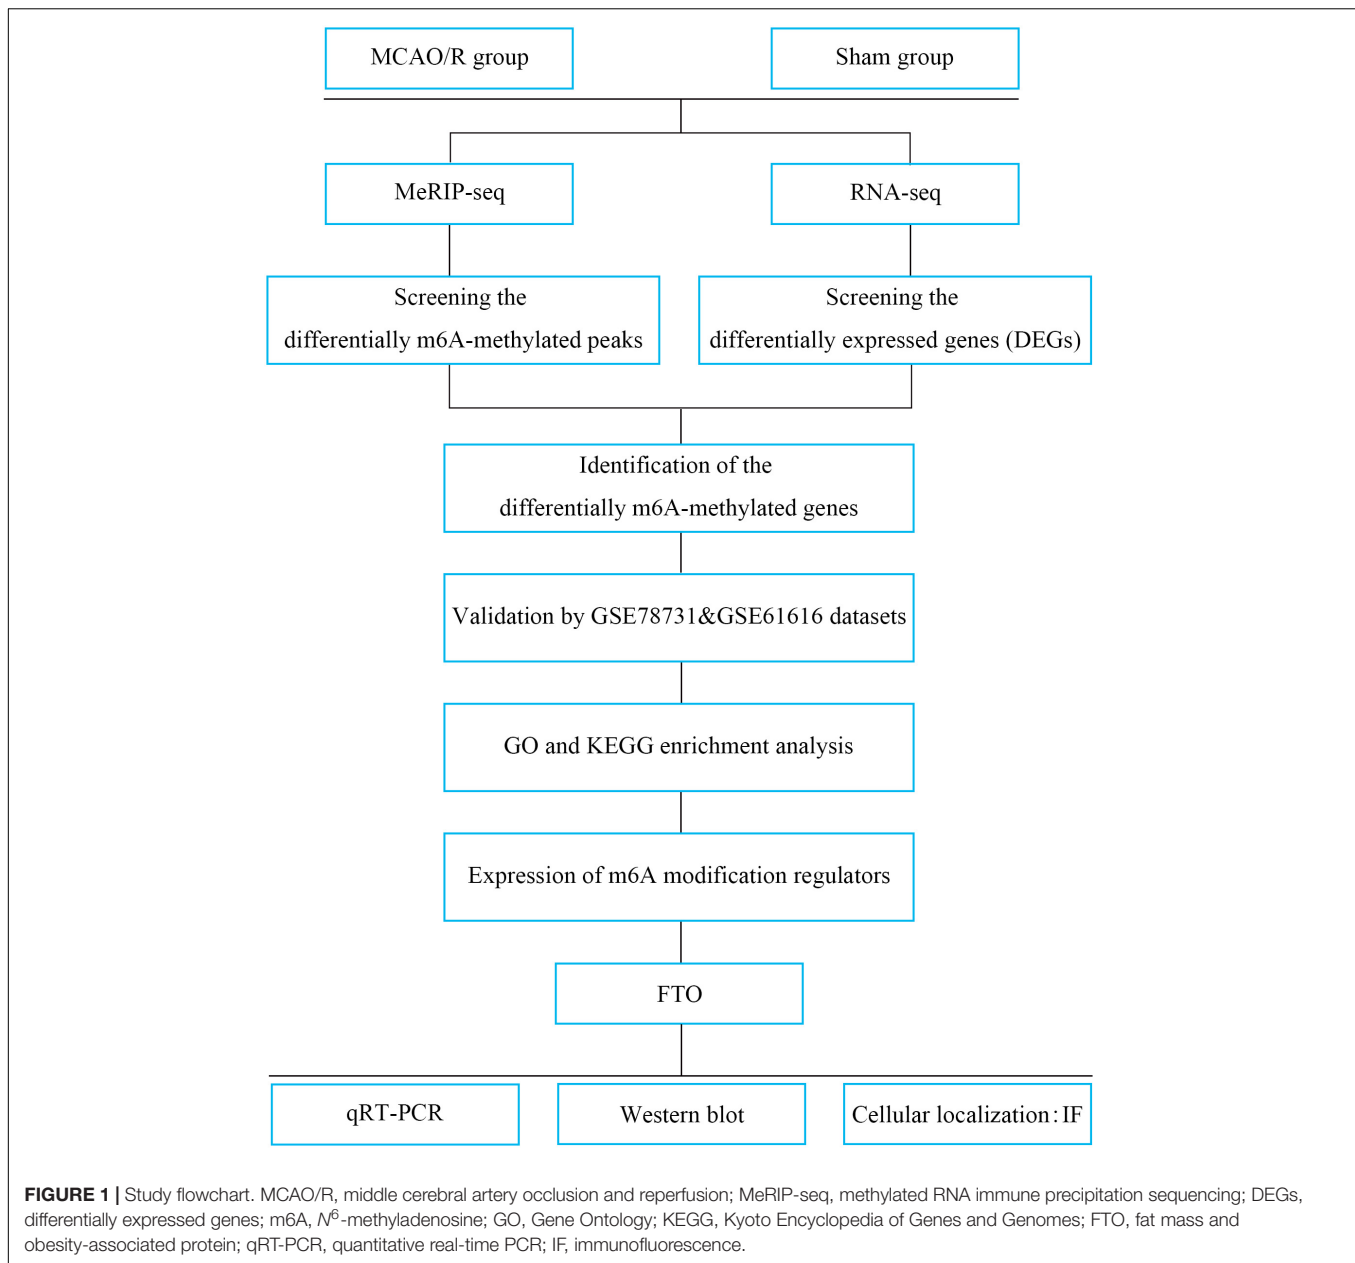 MCAO/R group
Sham group
MeRIP-seq
RNA-seq
Screening the
differentially m6A-methylated peaks
Screening the
differentially expressed genes (DEGs)
Identification of the
differentially m6A-methylated genes
Validation by GSE78731&GSE61616 datasets
GO and KEGG enrichment analysis
Expression of m6A modification regulators
FTO
qRT-PCR
Western blot
Cellular localization: IF
FIGURE 1 | Study flowchart. MCAO/R, middle cerebral artery occlusion and reperfusion; MeRIP-seq, methylated RNA immune precipitation sequencing; DEGs,
differentially expressed genes; m6A, N⁶-methyladenosine; GO, Gene Ontology; KEGG, Kyoto Encyclopedia of Genes and Genomes; FTO, fat mass and
obesity-associated protein; qRT-PCR, quantitative real-time PCR; IF, immunofluorescence.